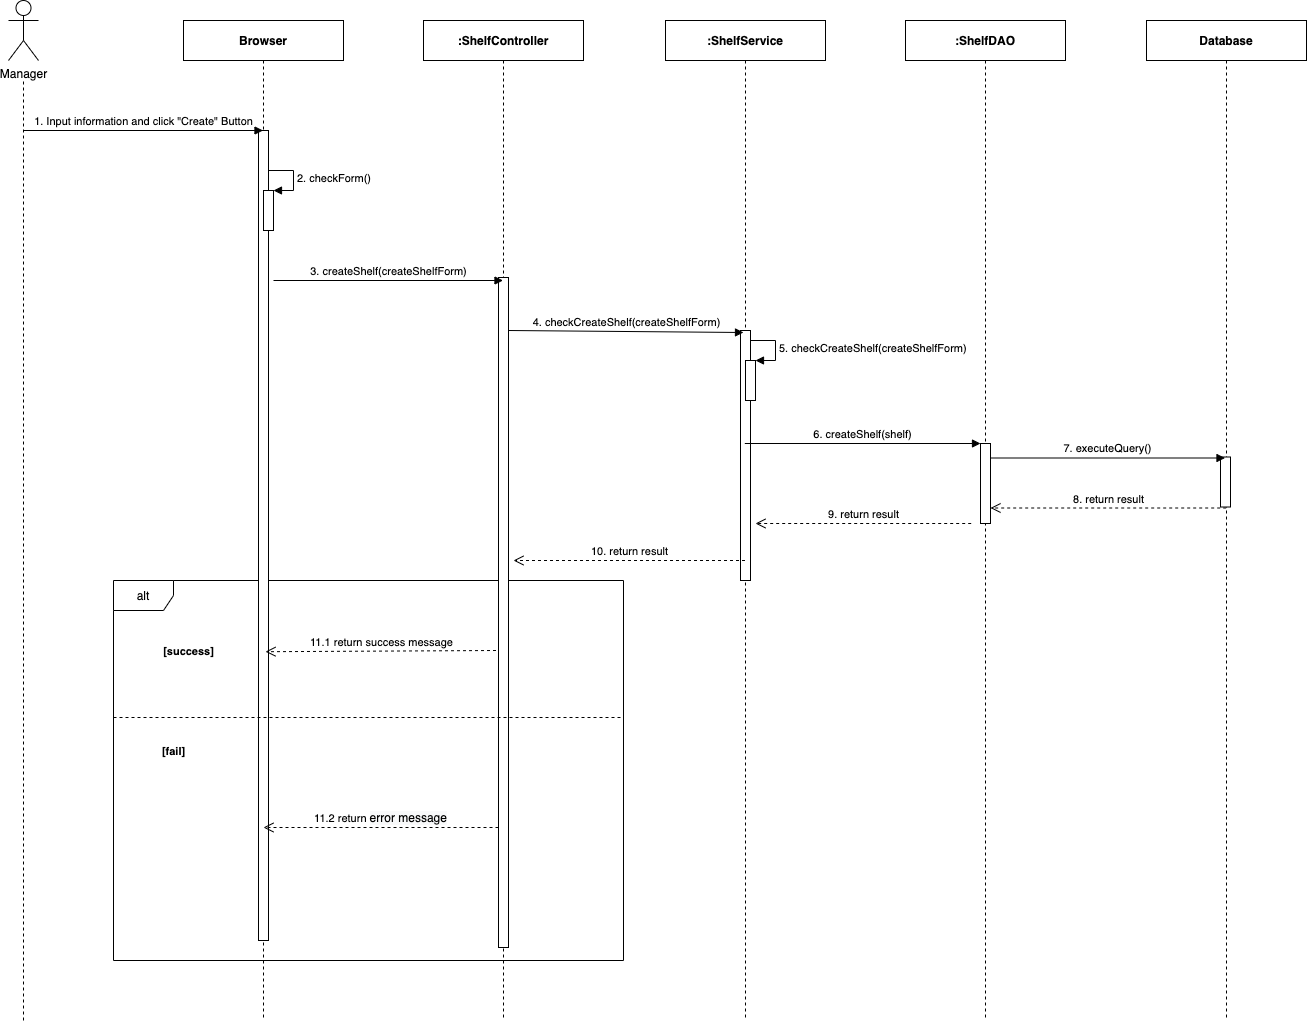 Manager
Browser
:ShelfController
:ShelfService
:ShelfDAO
Database
1. Input information and click "Create" Button
2. checkForm()
3. createShelf(createShelfForm)
4. checkCreateShelf(createShelfForm)
5. checkCreateShelf(createShelfForm)
6. createShelf(shelf)
7. executeQuery()
8. return result
9. return result
10. return result
alt
11.1 return success message
[success]
[fail]
11.2 return error message